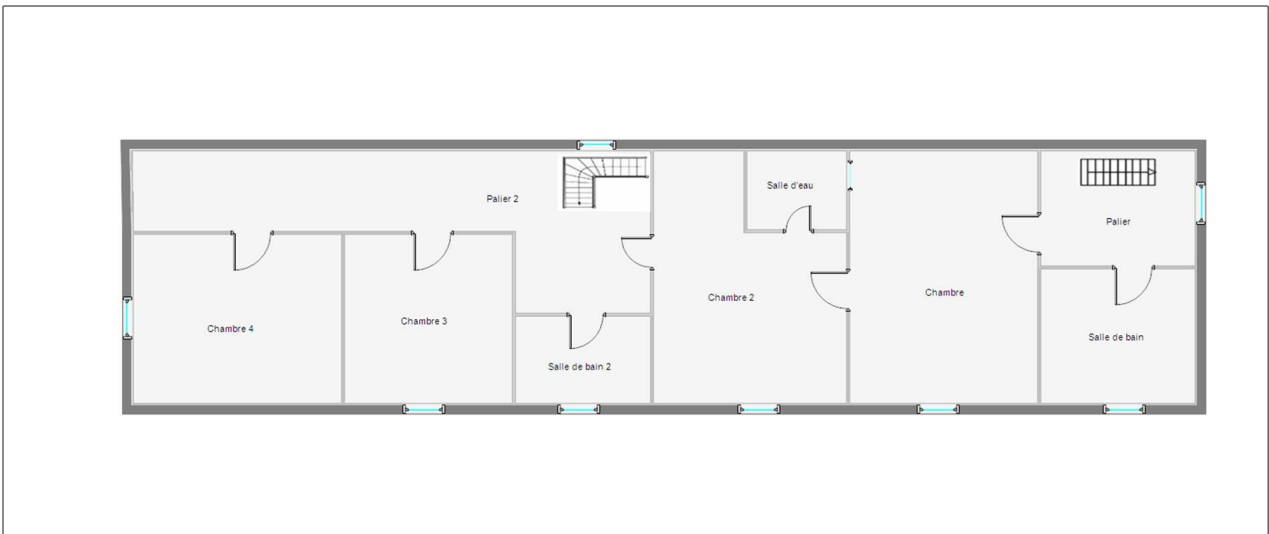 Salle d'eau
Palier 2
Palier
Chambre 2
Chambre
Chambre 3
Chambre 4
Salle de bain
Salle de bain 2